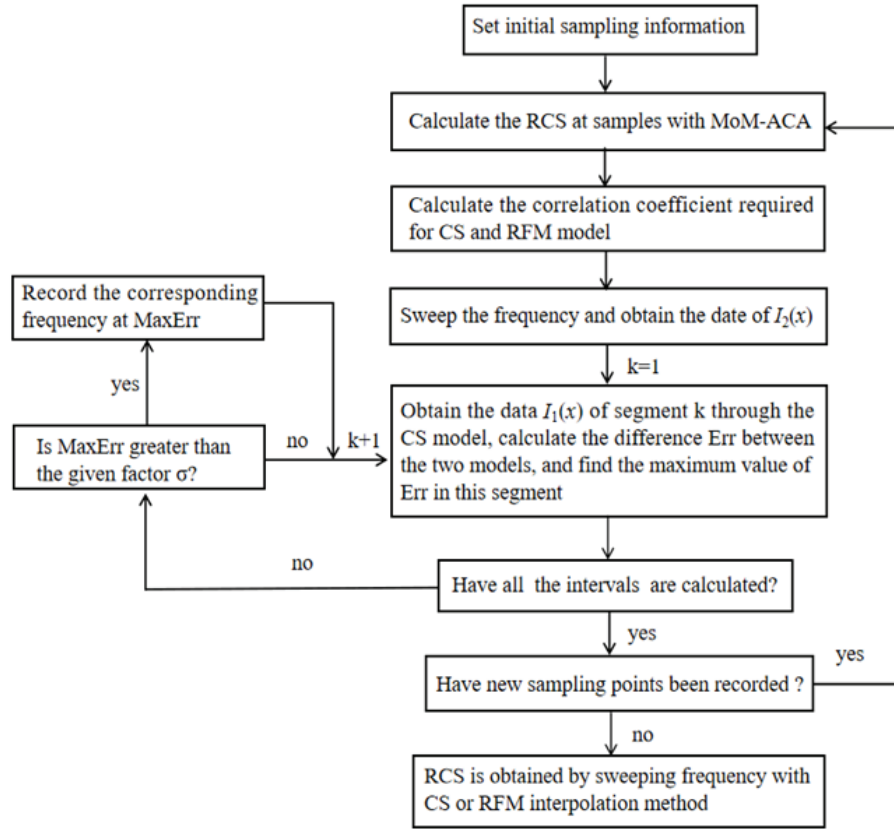 Set initial sampling information
Calculate the RCS at samples with MoM-ACA
Calculate the correlation coefficient required
for CS and RFM model
Record the corresponding
frequency at MaxErr
Sweep the frequency and obtain the date of I₂(x)
k=1
yes
Obtain the data I₁(x) of segment k through the
CS model, calculate the difference Err between
the two models, and find the maximum value of
Err in this segment
Is MaxErr greater than
the given factor σ?
no
k+1
no
Have all the intervals are calculated?
yes
yes
Have new sampling points been recorded ?
no
RCS is obtained by sweeping frequency with
CS or RFM interpolation method